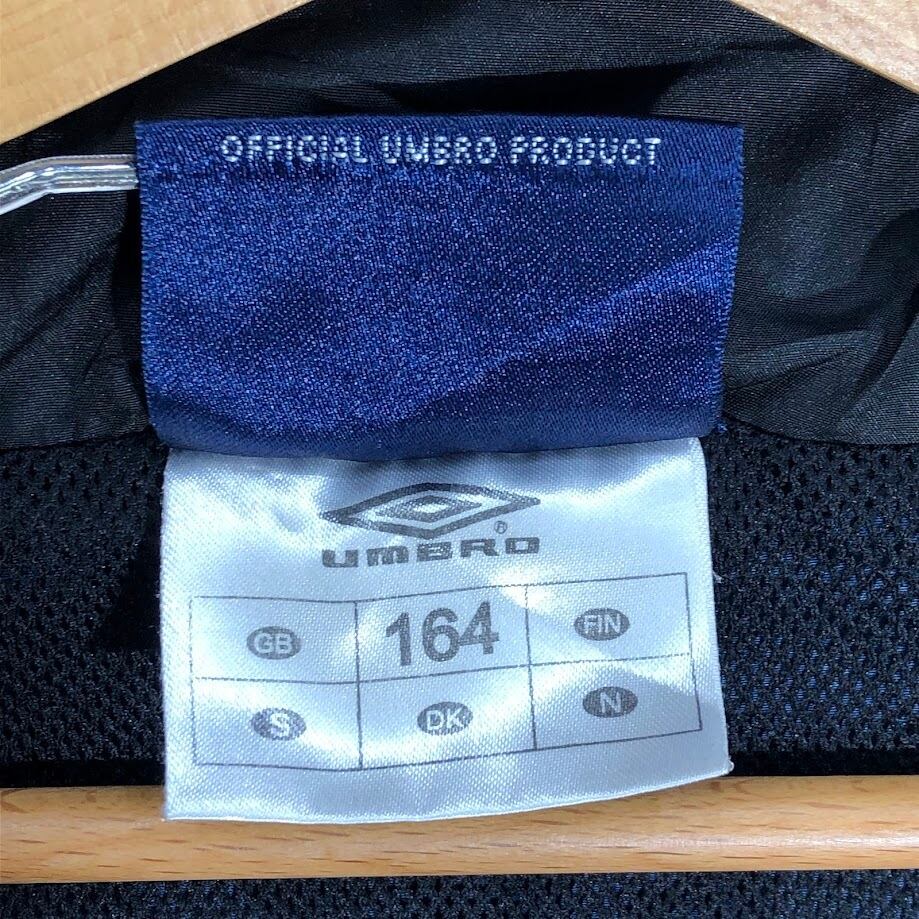 OFFICIAL UMBRO PRODUCT
UMBRO®
GB 164 FIN
S DK N